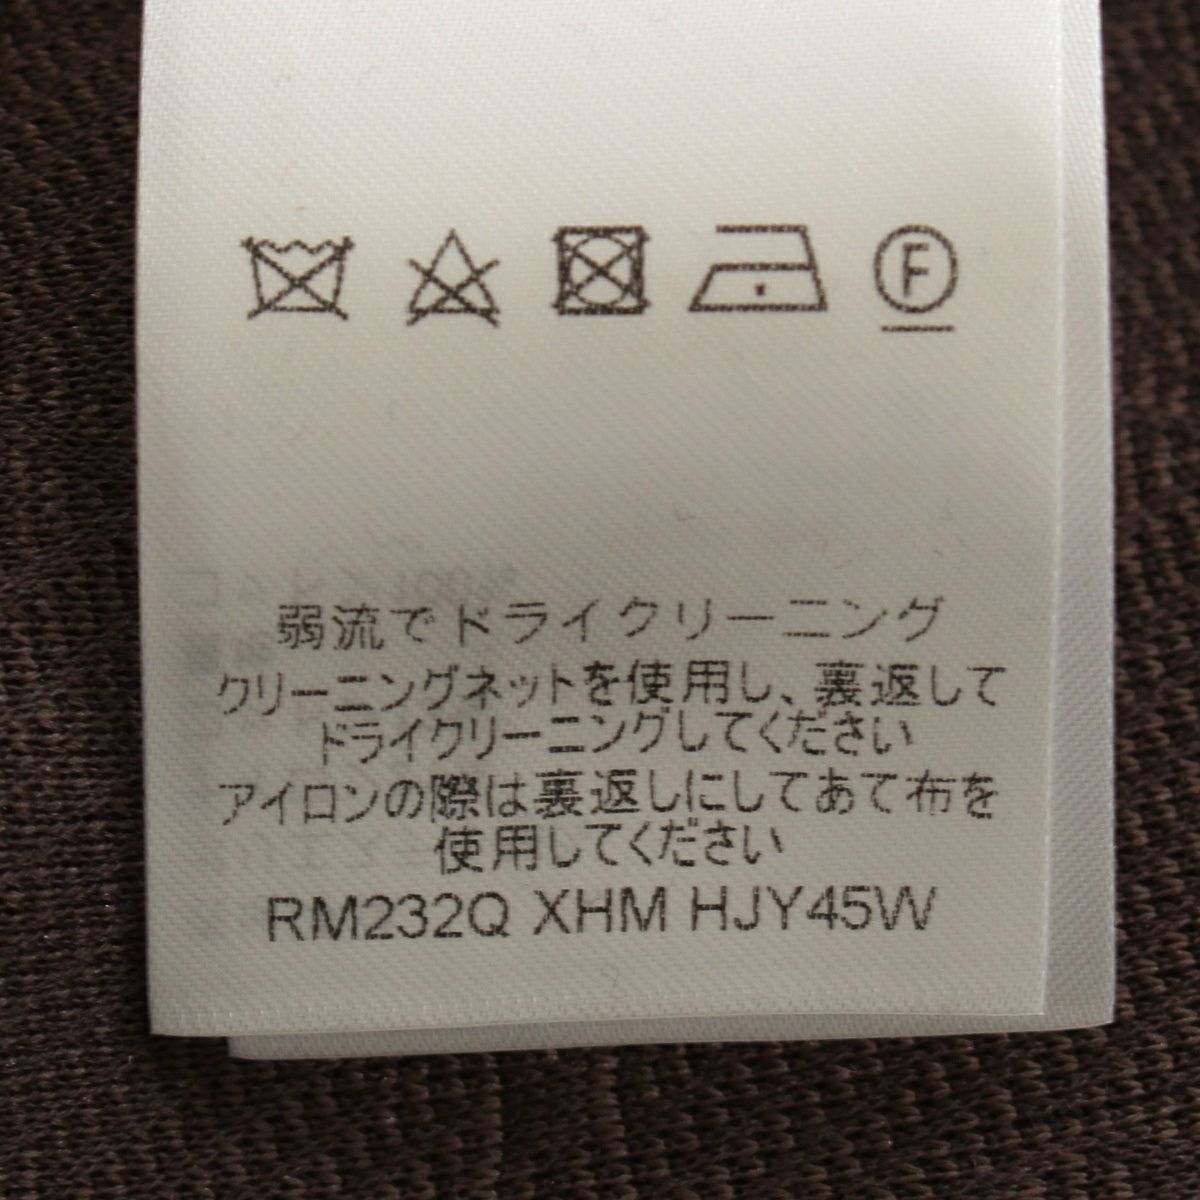 F
弱流でドライクリーニング
クリーニングネットを使用し、裏返して
ドライクリーニングしてください
アイロンの際は裏返しにしてあて布を
使用してください
RM232Q XHM HJY45W